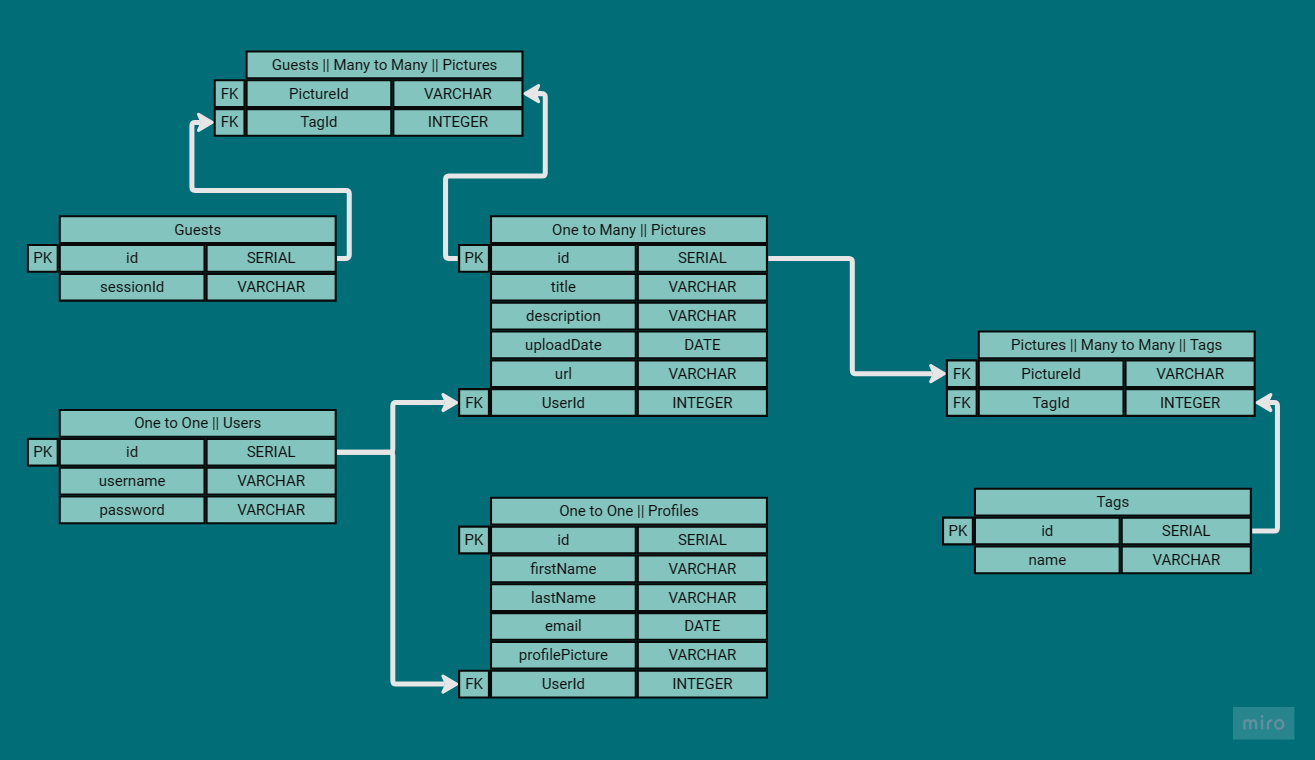 Guests || Many to Many || Pictures
FK PictureId VARCHAR
FK TagId INTEGER
Guests
PK id SERIAL
sessionId VARCHAR
One to Many || Pictures
PK id SERIAL
title VARCHAR
description VARCHAR
uploadDate DATE
url VARCHAR
FK UserId INTEGER
Pictures || Many to Many || Tags
FK PictureId VARCHAR
FK TagId INTEGER
One to One || Users
PK id SERIAL
username VARCHAR
password VARCHAR
One to One || Profiles
PK id SERIAL
firstName VARCHAR
lastName VARCHAR
email DATE
profilePicture VARCHAR
FK UserId INTEGER
Tags
PK id SERIAL
name VARCHAR
miro